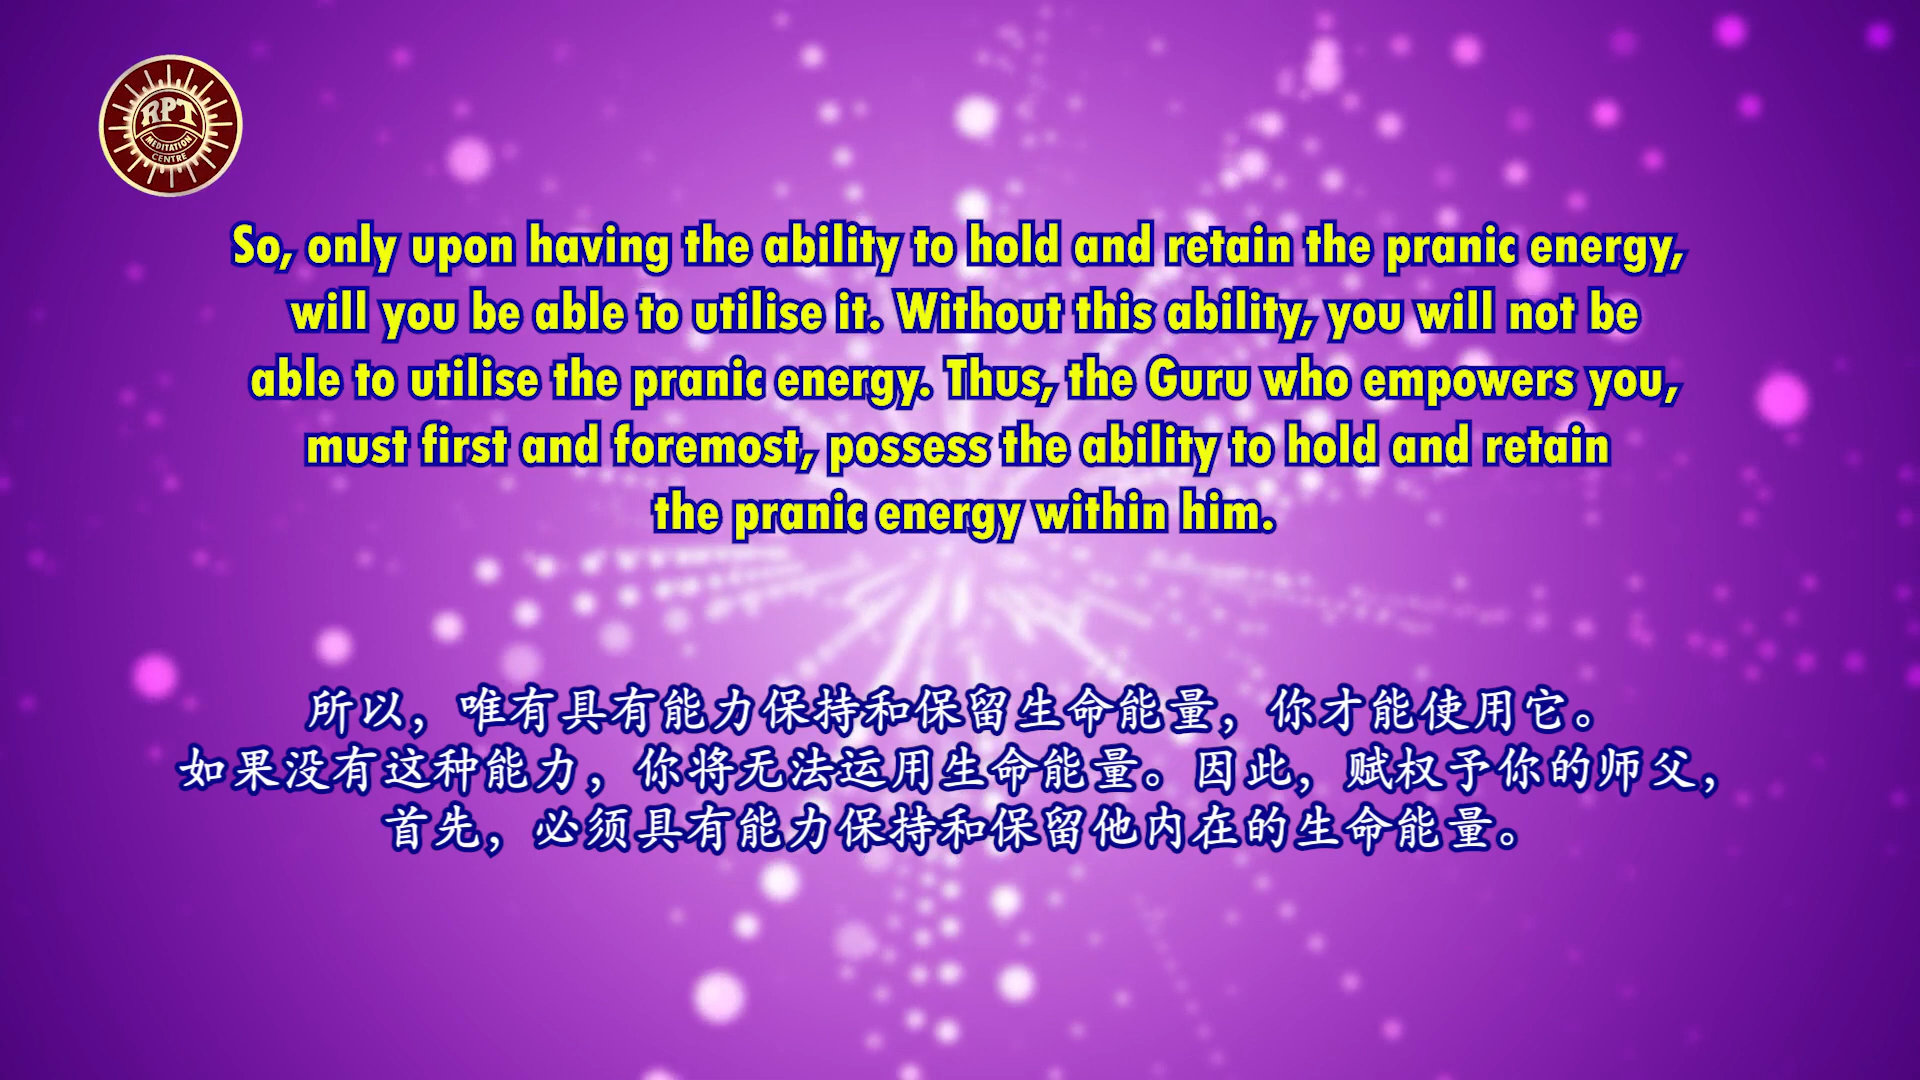 RPT
MEDITATION
CENTRE
So, only upon having the ability to hold and retain the pranic energy,
will you be able to utilise it. Without this ability, you will not be
able to utilise the pranic energy. Thus, the Guru who empowers you,
must first and foremost, possess the ability to hold and retain
the pranic energy within him.
所以，唯有具有能力保持和保留生命能量，你才能使用它。
如果没有这种能力，你将无法运用生命能量。因此，赋权予你的师父，
首先，必须具有能力保持和保留他内在的生命能量。